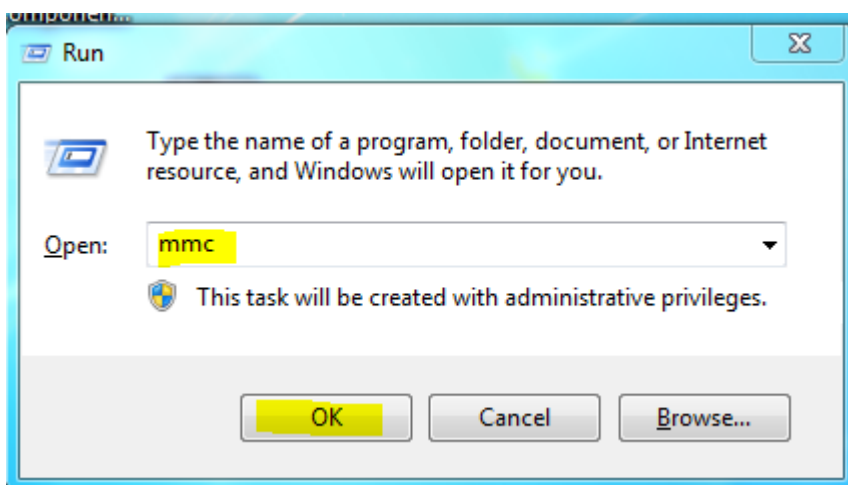 omponen...
Run
Type the name of a program, folder, document, or Internet
resource, and Windows will open it for you.
Open: mmc
This task will be created with administrative privileges.
OK Cancel Browse...